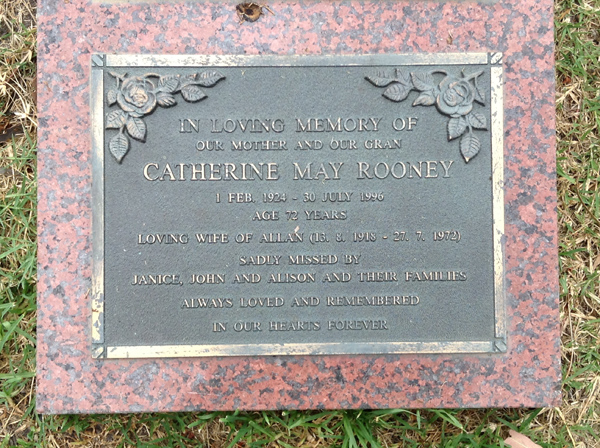 IN LOVING MEMORY OF
OUR MOTHER AND OUR GRAN
CATHERINE MAY ROONEY
1 FEB. 1924 - 30 JULY 1996
AGE 72 YEARS
LOVING WIFE OF ALLAN (13. 8. 1918 - 27. 7. 1972)
SADLY MISSED BY
JANICE, JOHN AND ALISON AND THEIR FAMILIES
ALWAYS LOVED AND REMEMBERED
IN OUR HEARTS FOREVER